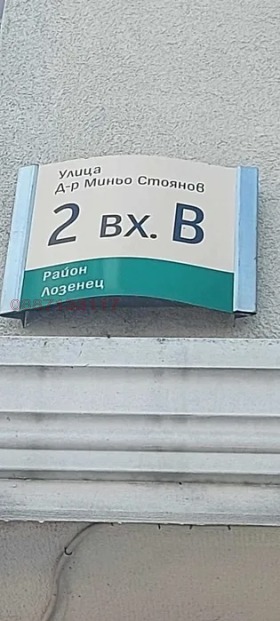 Улица
Д-р Миньо Стоянов
2 вх. В
Район
Лозенец